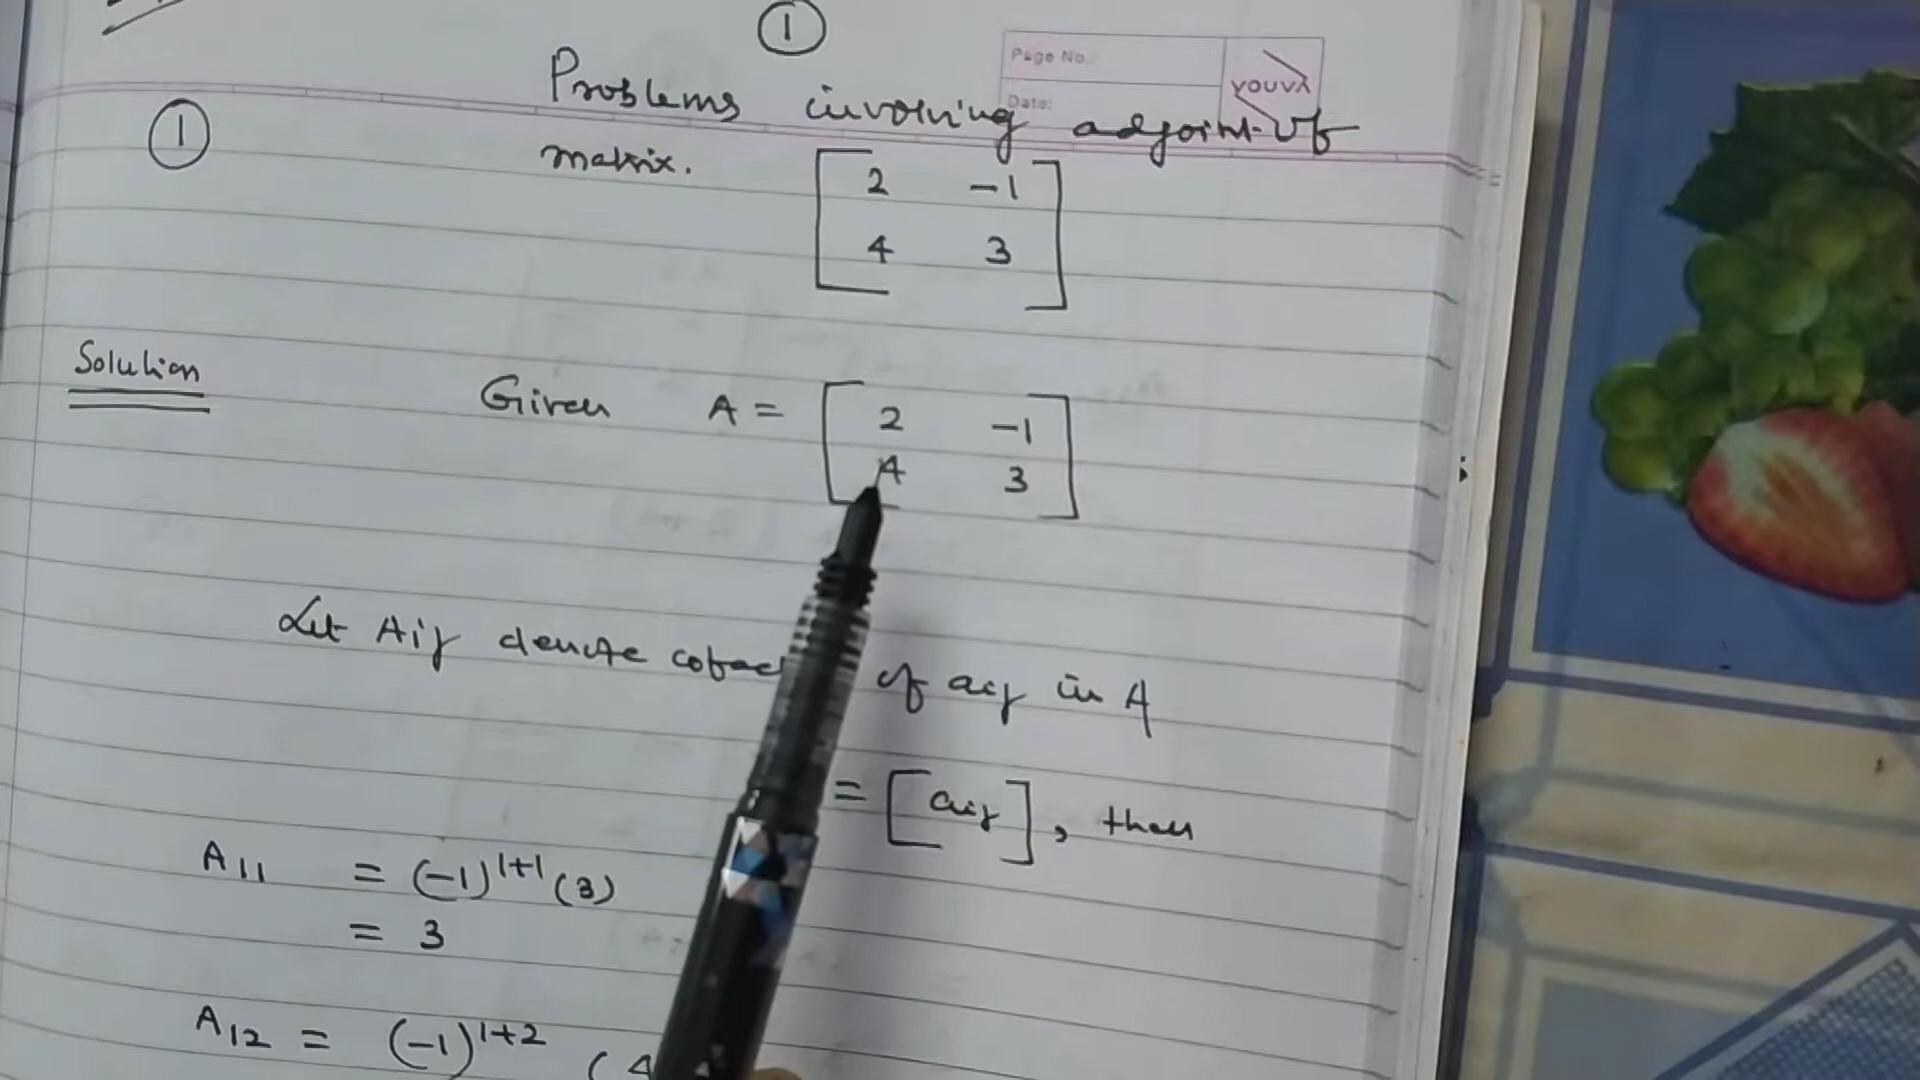 ①
Page No.
Date:
YOUVA
Problems involving adjoint of
① matrix.
[ 2 -1
4 3 ]
Solution
Given A = [ 2 -1
4 3 ]
Let Aij denote of aij in A
= [aij], then
A11 = (-1)^1+1 (3)
= 3
A12 = (-1)^1+2 (4